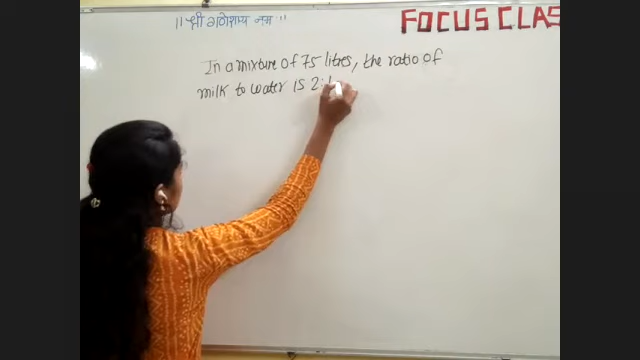 ॥ श्री गणेशाय नमः ॥
FOCUS CLAS
In a mixture of 75 litres, the ratio of
milk to water is 2:1